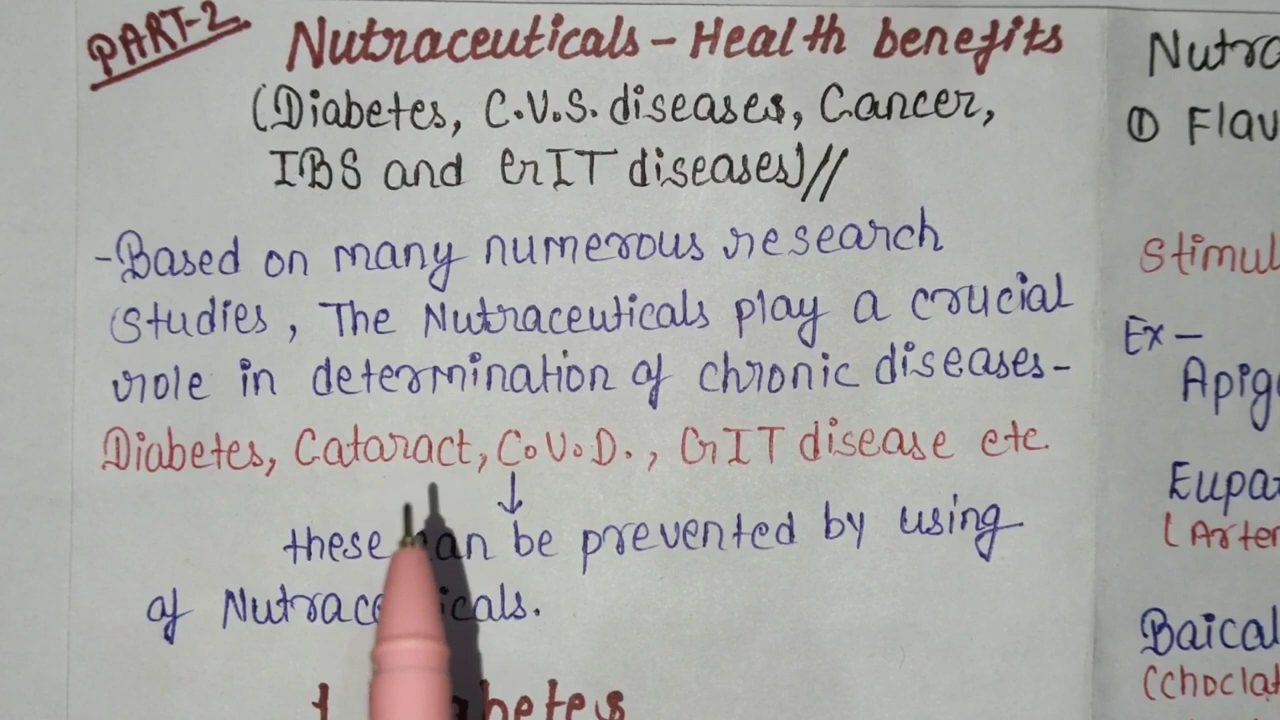 PART-2
Nutraceuticals - Health benefits
(Diabetes, C.V.S. diseases, Cancer,
IBS and GIT diseases)//
-Based on many numerous research
studies, The Nutraceuticals play a crucial
role in determination of chronic diseases-
Diabetes, Cataract, C.V.D., GIT disease etc.
↓
these can be prevented by using
of Nutraceuticals.
Nutra
① Flav
Stimul
Ex -
Apig
Eupa
(Arter
Baical
(choclat